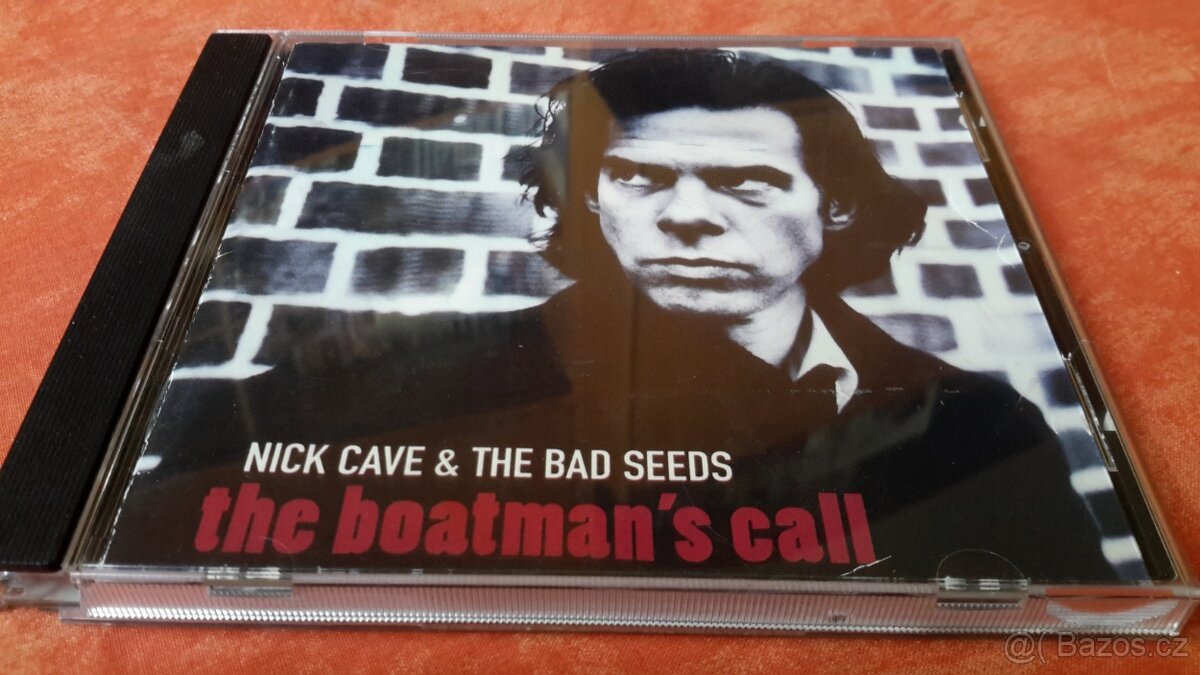 NICK CAVE & THE BAD SEEDS
the boatman's call
@( Bazos.cz